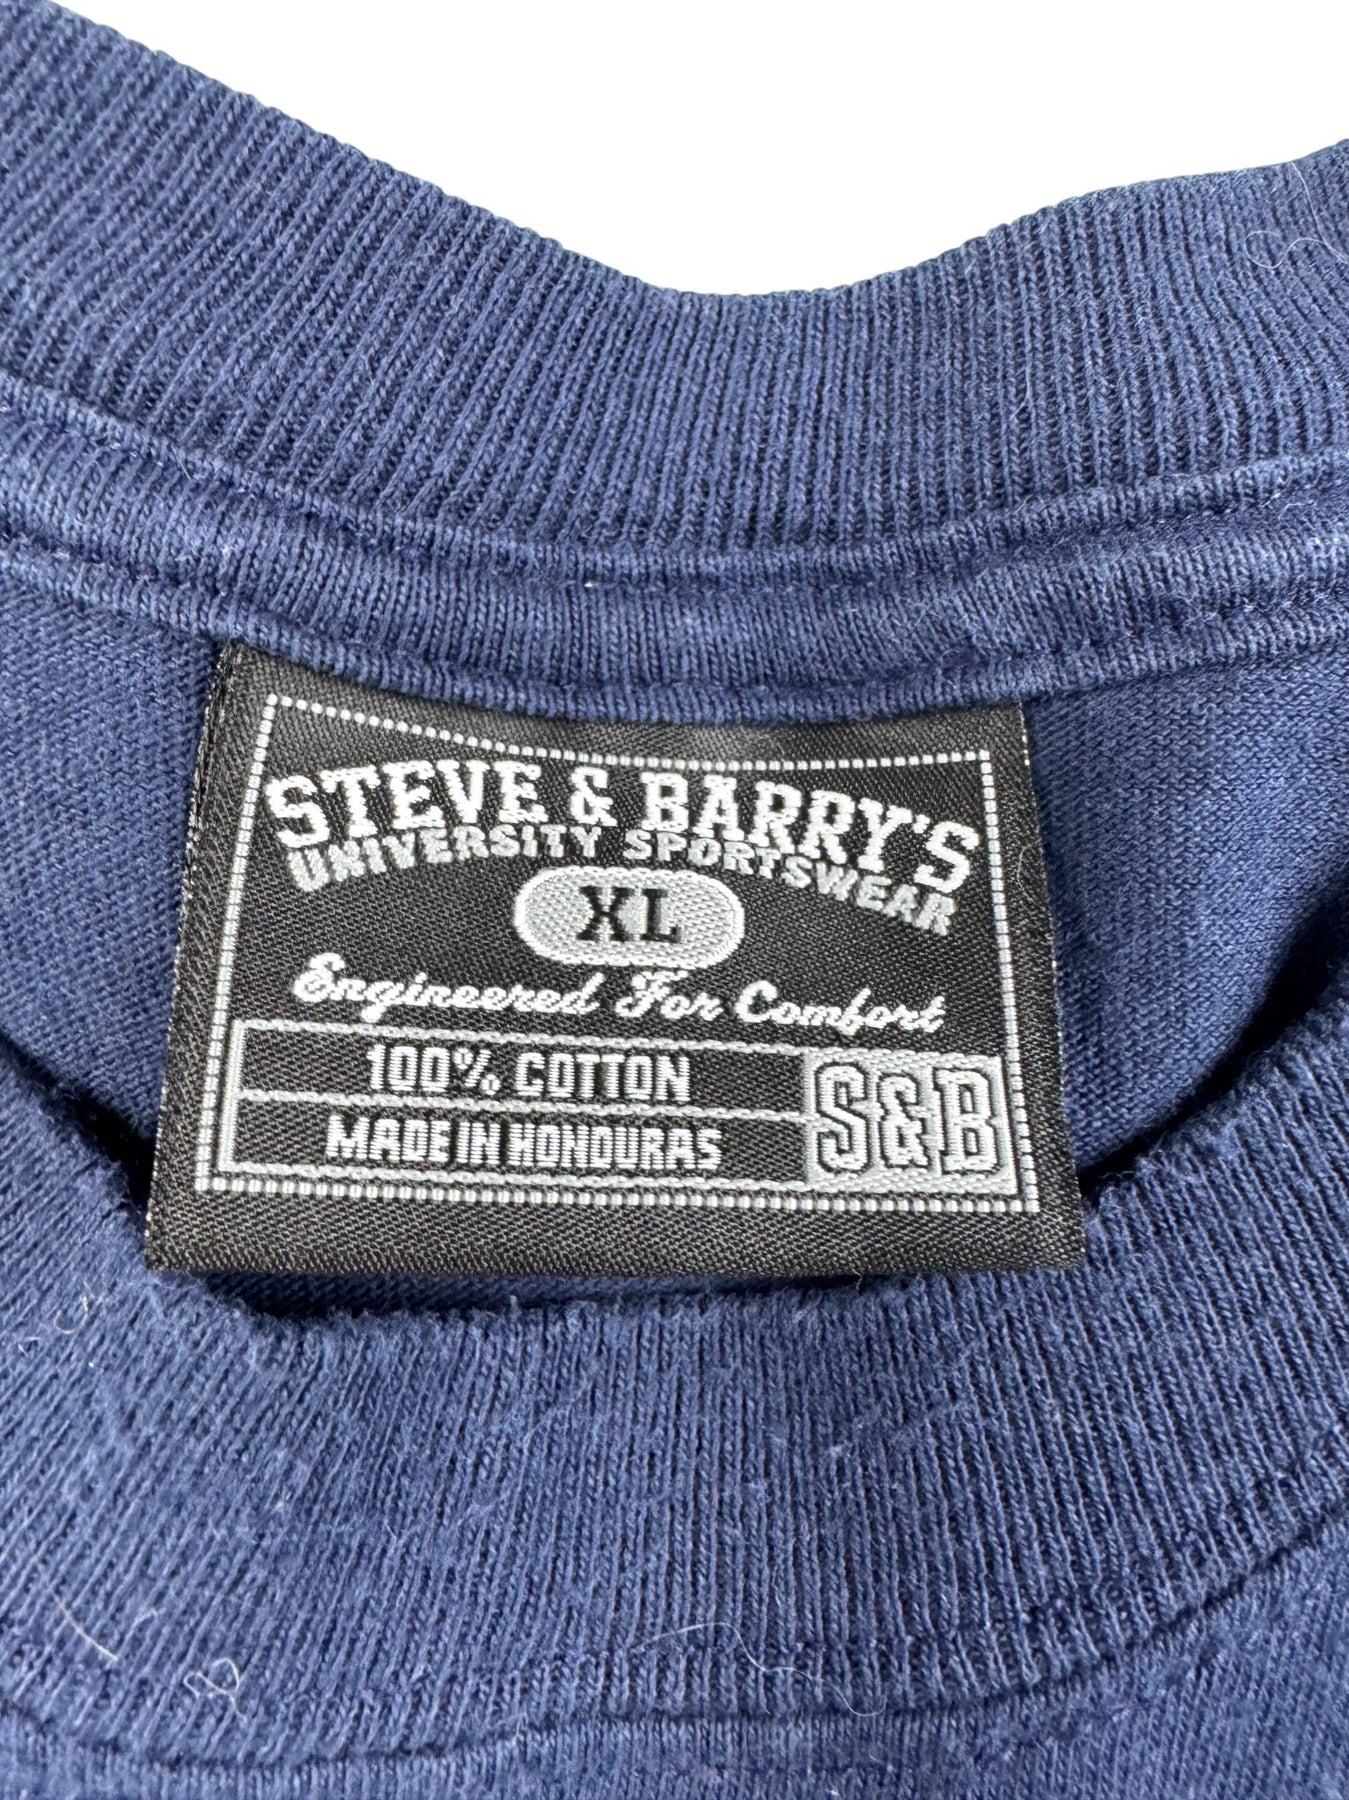 STEVE & BARRY'S
UNIVERSITY SPORTSWEAR
XL
Engineered For Comfort
100% COTTON
MADE IN HONDURAS
S&B